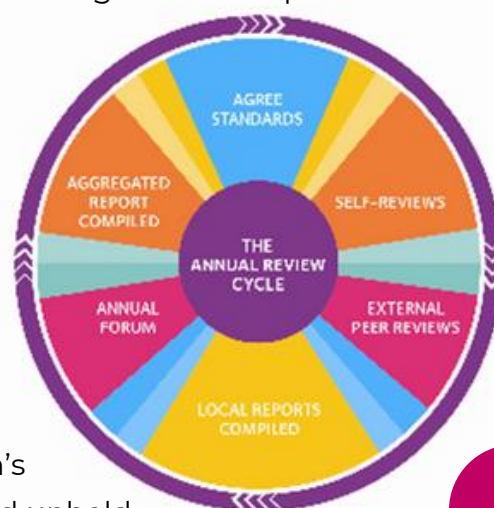 AGREE
STANDARDS
SELF-REVIEWS
EXTERNAL
PEER REVIEWS
LOCAL REPORTS
COMPILED
ANNUAL
FORUM
AGGREGATED
REPORT
COMPILED
THE
ANNUAL REVIEW
CYCLE